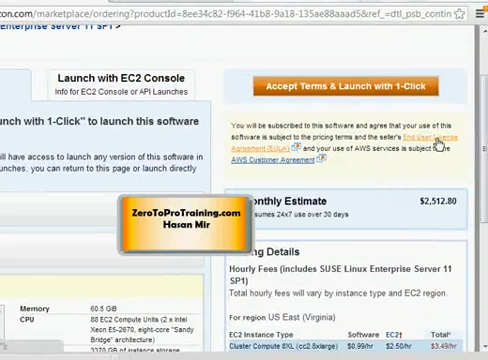 zon.com/marketplace/ordering?productId=8ee34c82-f964-41b8-9a18-135ae88aaad5&ref_=dtl_psb_contin
Enterprise Server 11 SP1 >
Launch with EC2 Console
Info for EC2 Console or API Launches
Accept Terms & Launch with 1-Click
unch with 1-Click" to launch this software
will have access to launch any version of this software in
unches, you can return to this page or launch directly
You will be subscribed to this software and agree that your use of this
software is subject to the pricing terms and the seller's End User License
Agreement (EULA) and your use of AWS services is subject the
AWS Customer Agreement
onthly Estimate $2,512.80
sumes 24x7 use over 30 days
ZeroToProTraining.com
Hasan Mir
ng Details
Hourly Fees (includes SUSE Linux Enterprise Server 11
SP1)
Total hourly fees will vary by instance type and EC2 region.
For region US East (Virginia)
EC2 Instance Type Software EC2† Total*
Cluster Compute 8XL (cc2.8xlarge) $0.99/hr $2.50/hr $3.49/hr
Memory 60.5 GB
CPU 88 EC2 Compute Units (2 x Intel
Xeon E5-2670, eight-core "Sandy
Bridge" architecture)
3370 GB of instance storage